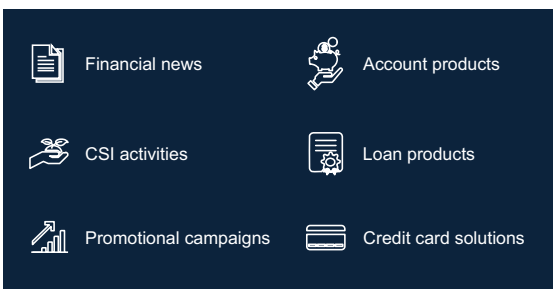 Financial news
Account products
CSI activities
Loan products
Promotional campaigns
Credit card solutions